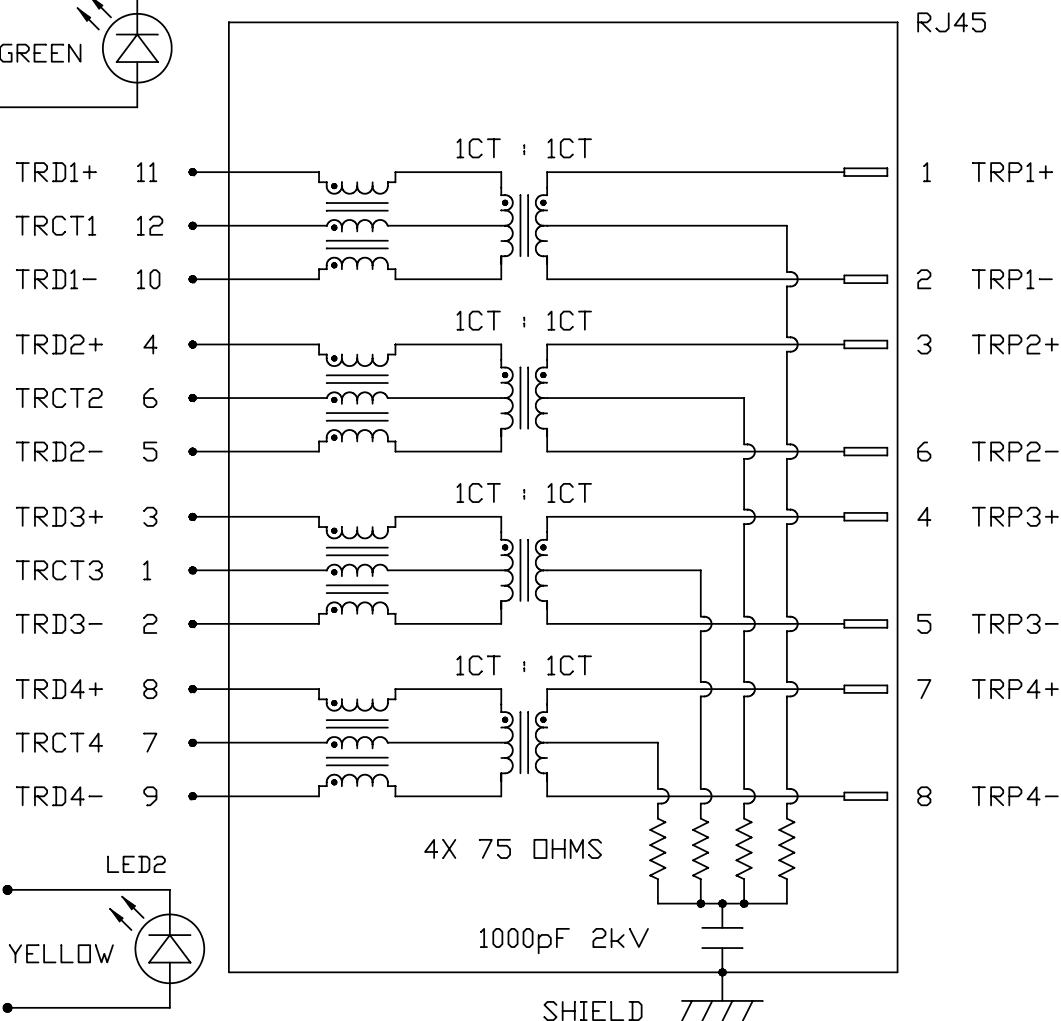 RJ45
GREEN
1CT : 1CT
TRD1+ 11 1 TRP1+
TRCT1 12
TRD1- 10 2 TRP1-
1CT : 1CT
TRD2+ 4 3 TRP2+
TRCT2 6
TRD2- 5 6 TRP2-
1CT : 1CT
TRD3+ 3 4 TRP3+
TRCT3 1
TRD3- 2 5 TRP3-
1CT : 1CT
TRD4+ 8 7 TRP4+
TRCT4 7
TRD4- 9 8 TRP4-
4X 75 OHMS
LED2
1000pF 2kV
YELLOW
SHIELD